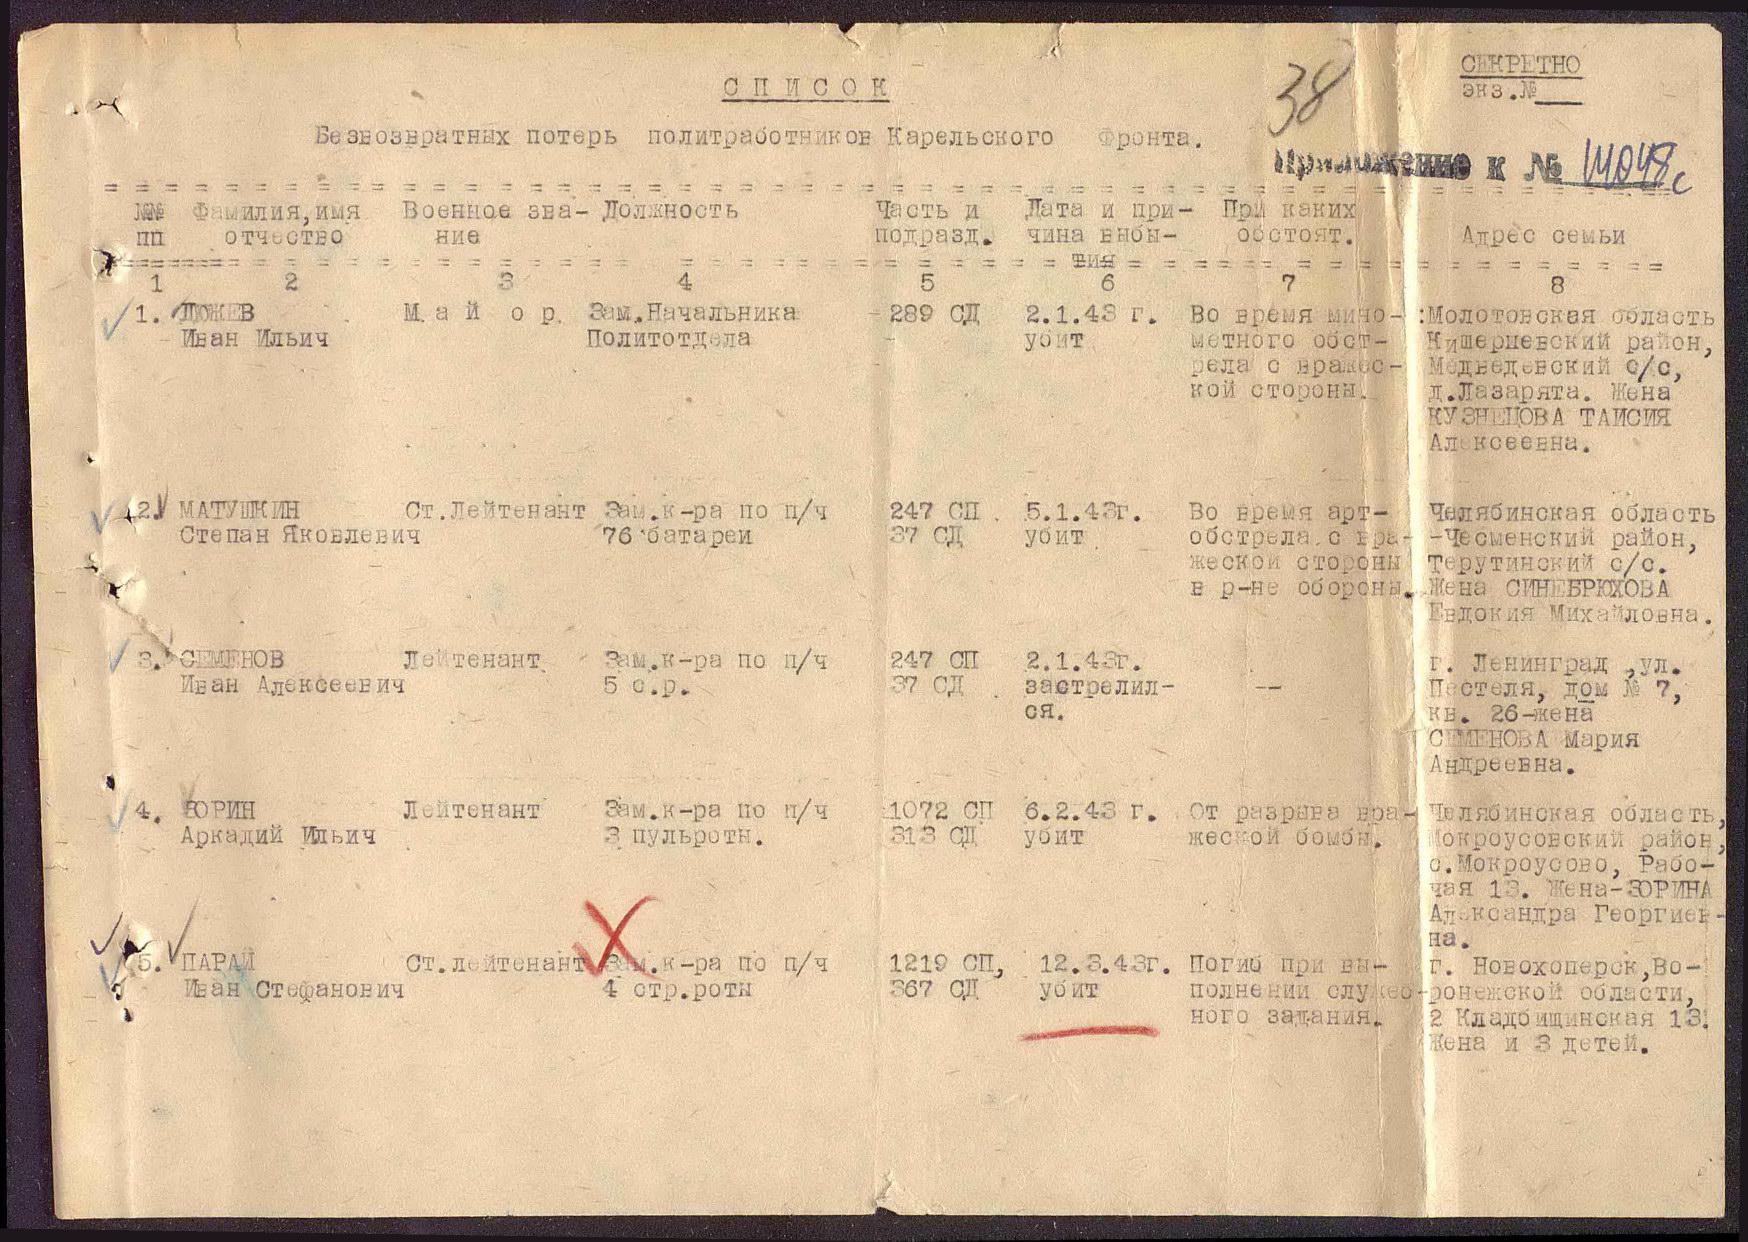 СЕКРЕТНО
экз.№
38
С П И С О К
Безвозвратных потерь политработников Карельского Фронта.
Приложение к №
№№ Фамилия,имя Военное зва- Должность Часть и Дата и при- При каких
пп отчество ние подразд. чина выбы- обстоят. Адрес семьи
тия
1 2 3 4 5 6 7 8
1. ЛЮЖЕВ М а й о р Зам.Начальника 289 СД 2.1.43 г. Во время мино- :Молотовская область
Иван Ильич Политотдела убит метного обст- Кишерцевский район,
рела с вражес- Медведевский с/с,
кой стороны. д.Лазарята. Жена
КУЗНЕЦОВА ТАИСИЯ
Алексеевна.
2. МАТУШКИН Ст.Лейтенант Зам.к-ра по п/ч 247 СП 5.1.43г. Во время арт- Челябинская область
Степан Яковлевич 76 батареи 37 СД убит обстрела с вра- -Чесменский район,
жеской стороны Терутинский с/с.
в р-не обороны. Жена СИНЕБРЮХОВА
Евдокия Михайловна.
3. СЕМЕНОВ Лейтенант Зам.к-ра по п/ч 247 СП 2.1.43г. г. Ленинград ,ул.
Иван Алексеевич 5 с.р. 37 СД застрелил- -- Пестеля, дом № 7,
ся. кв. 26-жена
СЕМЕНОВА Мария
Андреевна.
4. ЗЮРИН Лейтенант Зам.к-ра по п/ч 1072 СП 6.2.43 г. От разрыва вра- Челябинская область,
Аркадий Ильич 3 пульроты. 313 СД убит жеской бомбы. Мокроусовский район,
с.Мокроусово, Рабо-
чая 13. Жена-ЗЮРИНА
Александра Георгиев-
на.
5. ПАРАЙ Ст.лейтенант Зам.к-ра по п/ч 1219 СП, 12.3.43г. Погиб при вы- г. Новохоперск,Во-
Иван Стефанович 4 стр.роты 367 СД убит полнении служеб- ронежской области,
ного задания. 2 Кладбищинская 13.
Жена и 3 детей.